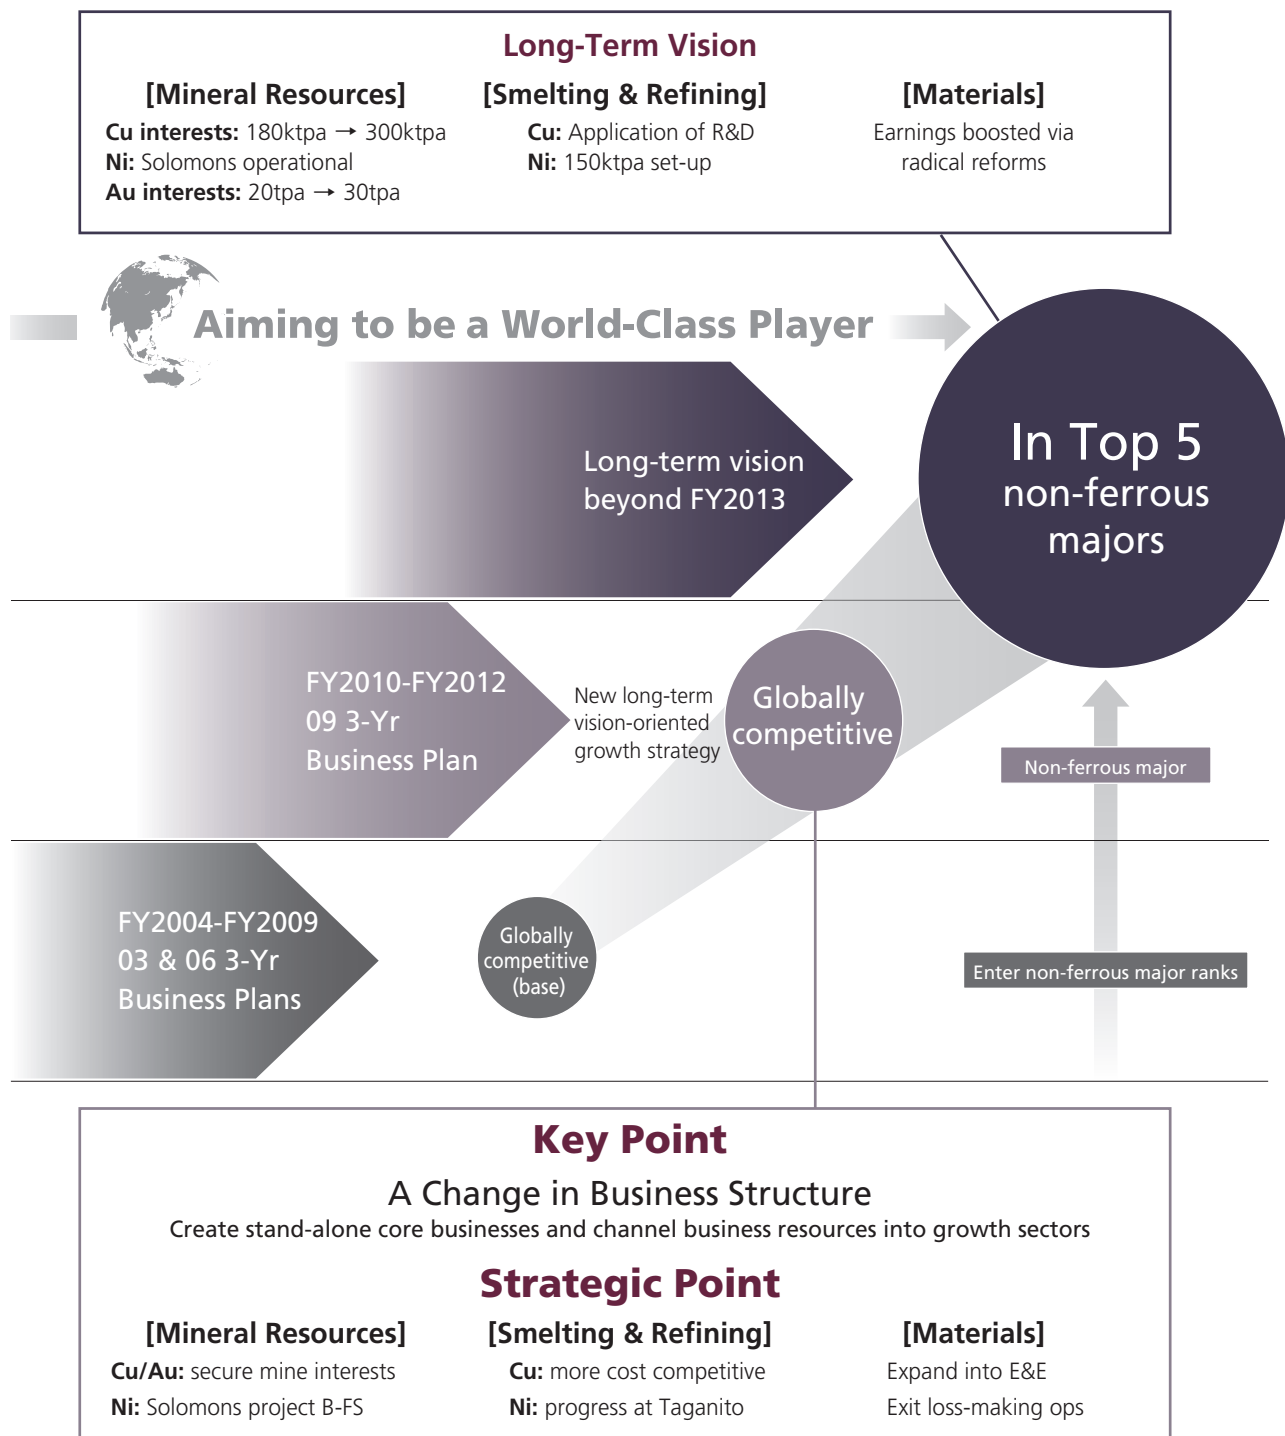 Long-Term Vision
[Mineral Resources]
Cu interests: 180ktpa → 300ktpa
Ni: Solomons operational
Au interests: 20tpa → 30tpa
[Smelting & Refining]
Cu: Application of R&D
Ni: 150ktpa set-up
[Materials]
Earnings boosted via
radical reforms
Aiming to be a World-Class Player
In Top 5
non-ferrous
majors
Long-term vision
beyond FY2013
FY2010-FY2012
09 3-Yr
Business Plan
New long-term
vision-oriented
growth strategy
Globally
competitive
Non-ferrous major
FY2004-FY2009
03 & 06 3-Yr
Business Plans
Globally
competitive
(base)
Enter non-ferrous major ranks
Key Point
A Change in Business Structure
Create stand-alone core businesses and channel business resources into growth sectors
Strategic Point
[Mineral Resources]
Cu/Au: secure mine interests
Ni: Solomons project B-FS
[Smelting & Refining]
Cu: more cost competitive
Ni: progress at Taganito
[Materials]
Expand into E&E
Exit loss-making ops